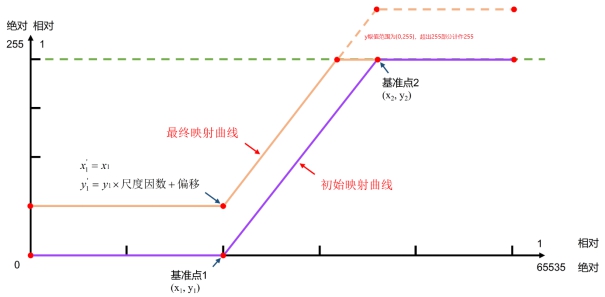 绝对 相对
255 1
y幅值范围为(0,255)，超出255部分计作255
基准点2
(x2, y2)
最终映射曲线
x1' = x1
y1' = y1 × 尺度因数 + 偏移
初始映射曲线
0
基准点1
(x1, y1)
1 相对
65535 绝对